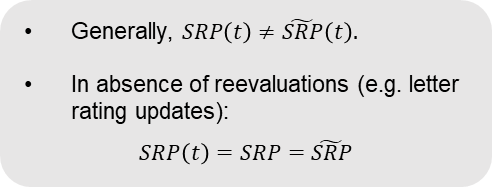 • Generally, SRP(t) ≠ S͠RP(t).
• In absence of reevaluations (e.g. letter
rating updates):
SRP(t) = SRP = S͠RP